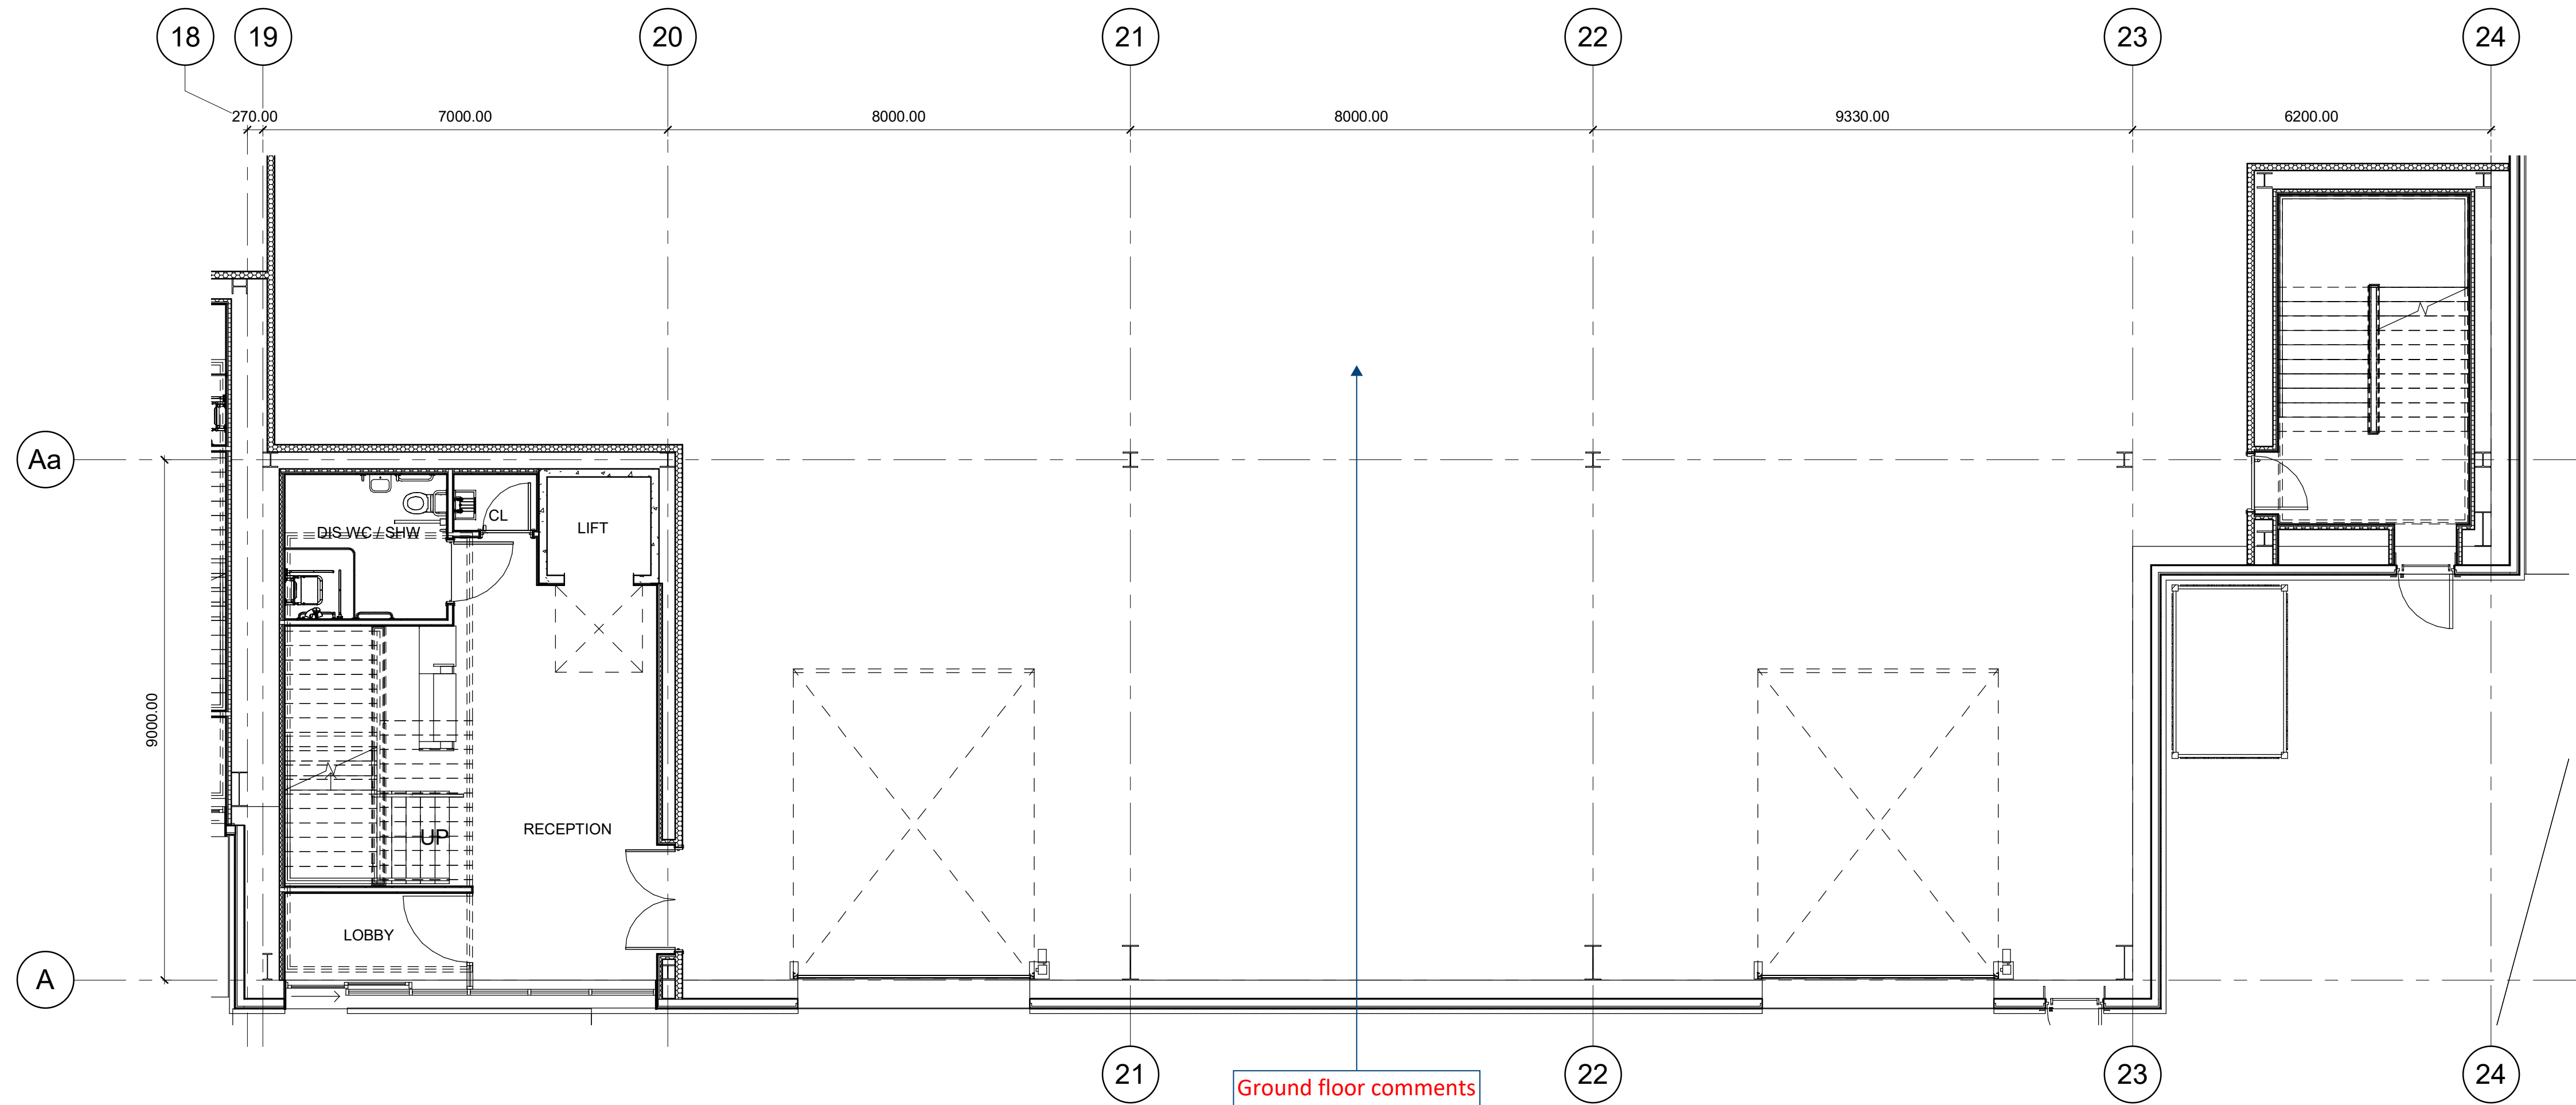 18
19
20
21
22
23
24
270.00
7000.00
8000.00
8000.00
9330.00
6200.00
Aa
DIS WC / SHW
CL
LIFT
9000.00
UP
RECEPTION
LOBBY
A
21
22
23
24
Ground floor comments